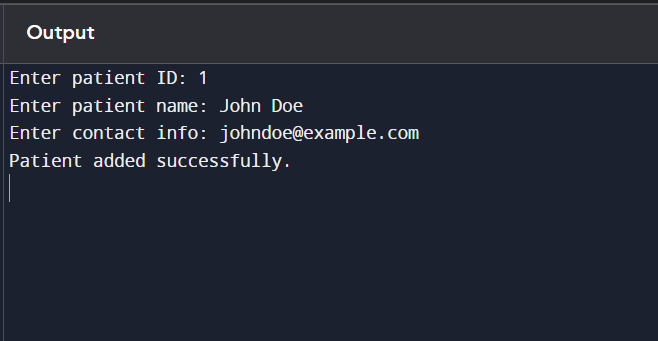 Output
Enter patient ID: 1
Enter patient name: John Doe
Enter contact info: johndoe@example.com
Patient added successfully.